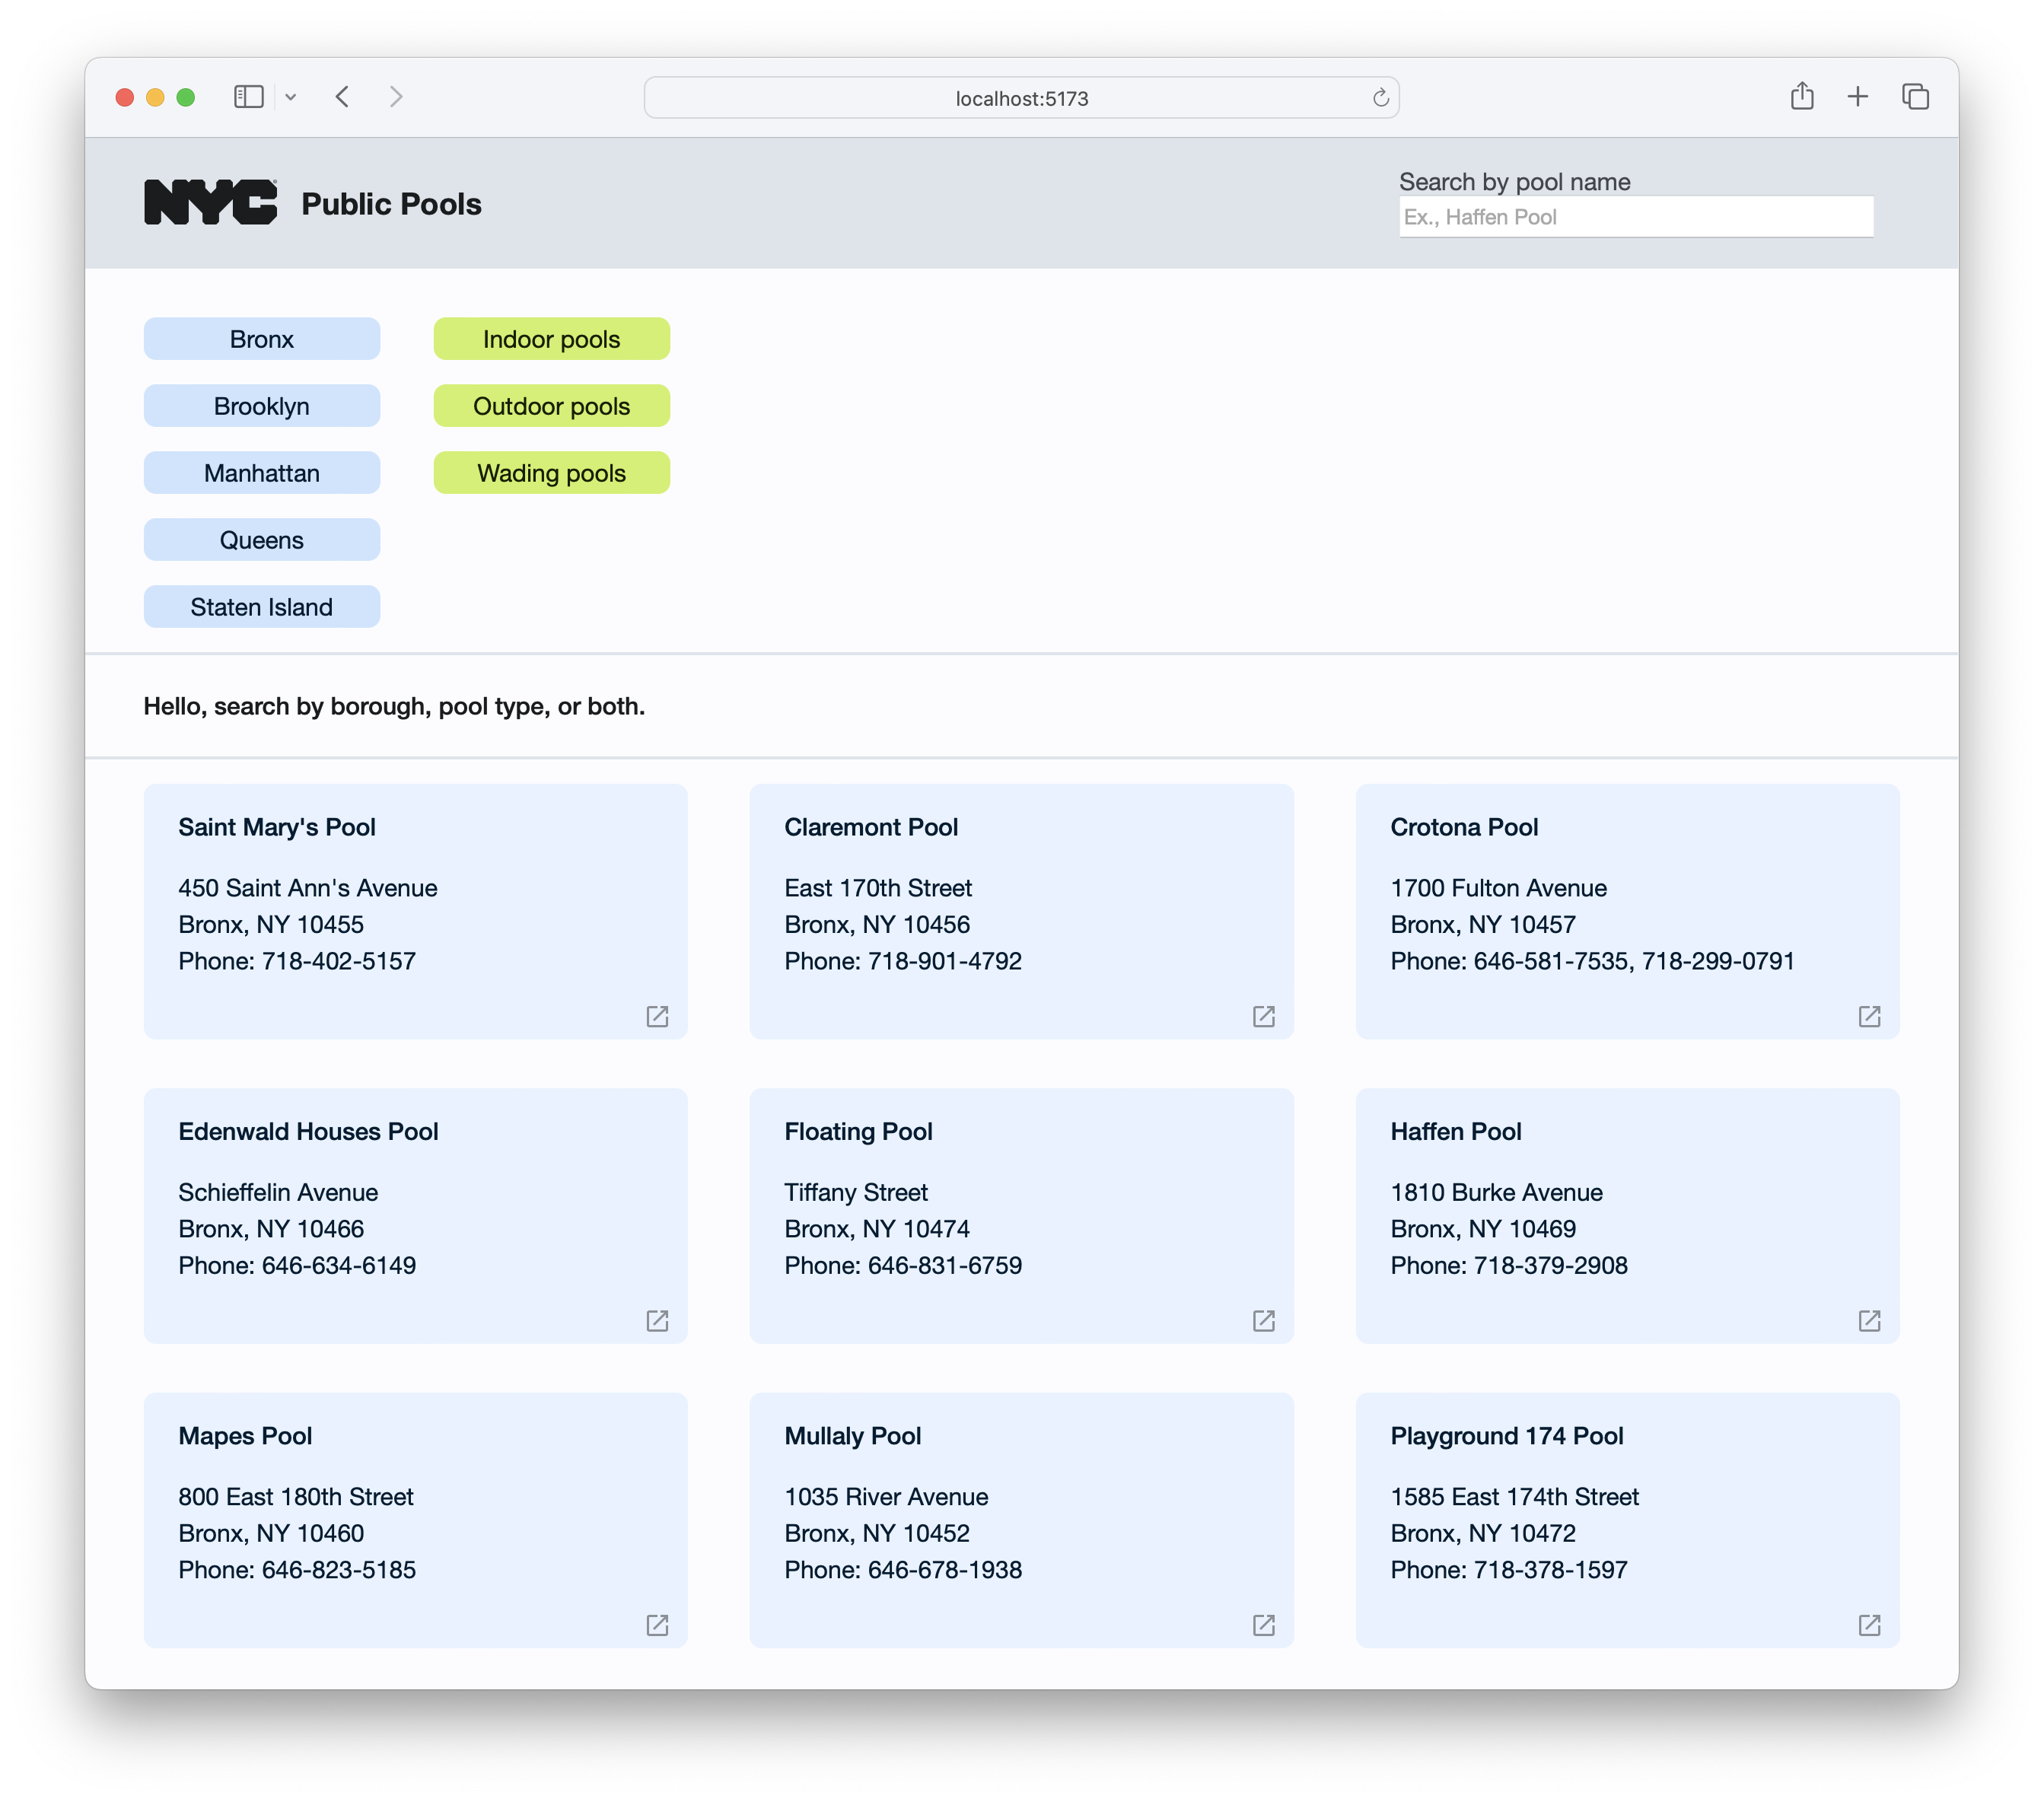 localhost:5173
NYC Public Pools
Search by pool name
Ex., Haffen Pool
Bronx
Indoor pools
Brooklyn
Outdoor pools
Manhattan
Wading pools
Queens
Staten Island
Hello, search by borough, pool type, or both.
Saint Mary's Pool
450 Saint Ann's Avenue
Bronx, NY 10455
Phone: 718-402-5157
Claremont Pool
East 170th Street
Bronx, NY 10456
Phone: 718-901-4792
Crotona Pool
1700 Fulton Avenue
Bronx, NY 10457
Phone: 646-581-7535, 718-299-0791
Edenwald Houses Pool
Schieffelin Avenue
Bronx, NY 10466
Phone: 646-634-6149
Floating Pool
Tiffany Street
Bronx, NY 10474
Phone: 646-831-6759
Haffen Pool
1810 Burke Avenue
Bronx, NY 10469
Phone: 718-379-2908
Mapes Pool
800 East 180th Street
Bronx, NY 10460
Phone: 646-823-5185
Mullaly Pool
1035 River Avenue
Bronx, NY 10452
Phone: 646-678-1938
Playground 174 Pool
1585 East 174th Street
Bronx, NY 10472
Phone: 718-378-1597